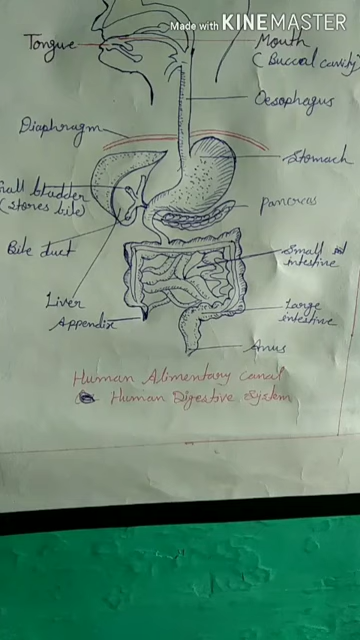 Made with KINEMASTER
Tongue
Mouth
(Buccal cavity)
Oesophagus
Diaphragm
Stomach
bladder
(stores bile)
Pancreas
Bile duct
Small
intestine
Liver
Large
intestine
Appendix
Anus
Human Alimentary Canal
Human Digestive System